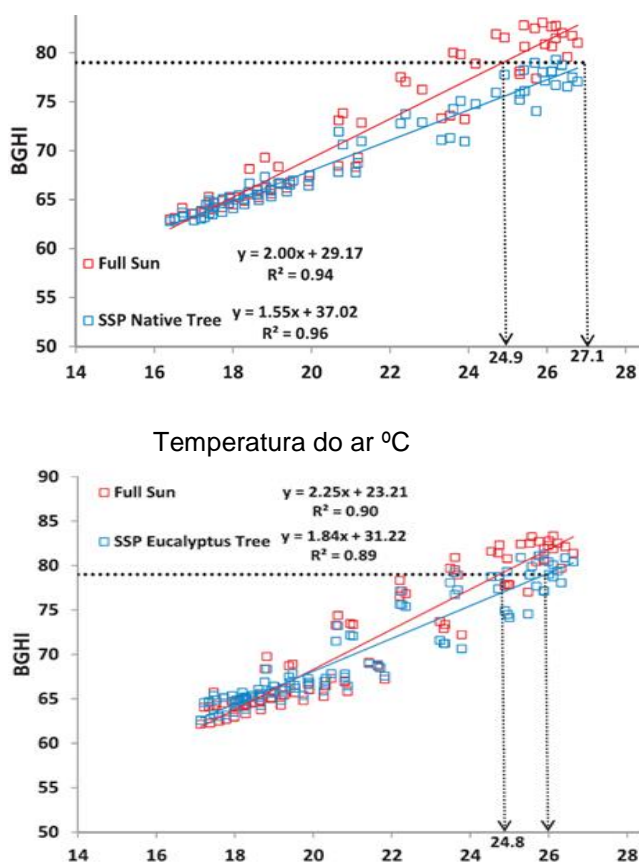 80
75
70
BGHI
65
60
Full Sun y = 2.00x + 29.17
R² = 0.94
55
SSP Native Tree y = 1.55x + 37.02
R² = 0.96
50
24.9 27.1
14 16 18 20 22 24 26 28
Temperatura do ar ⁰C
90
Full Sun y = 2.25x + 23.21
R² = 0.90
85
SSP Eucalyptus Tree y = 1.84x + 31.22
R² = 0.89
80
75
BGHI
70
65
60
55
50
24.8
14 16 18 20 22 24 26 28